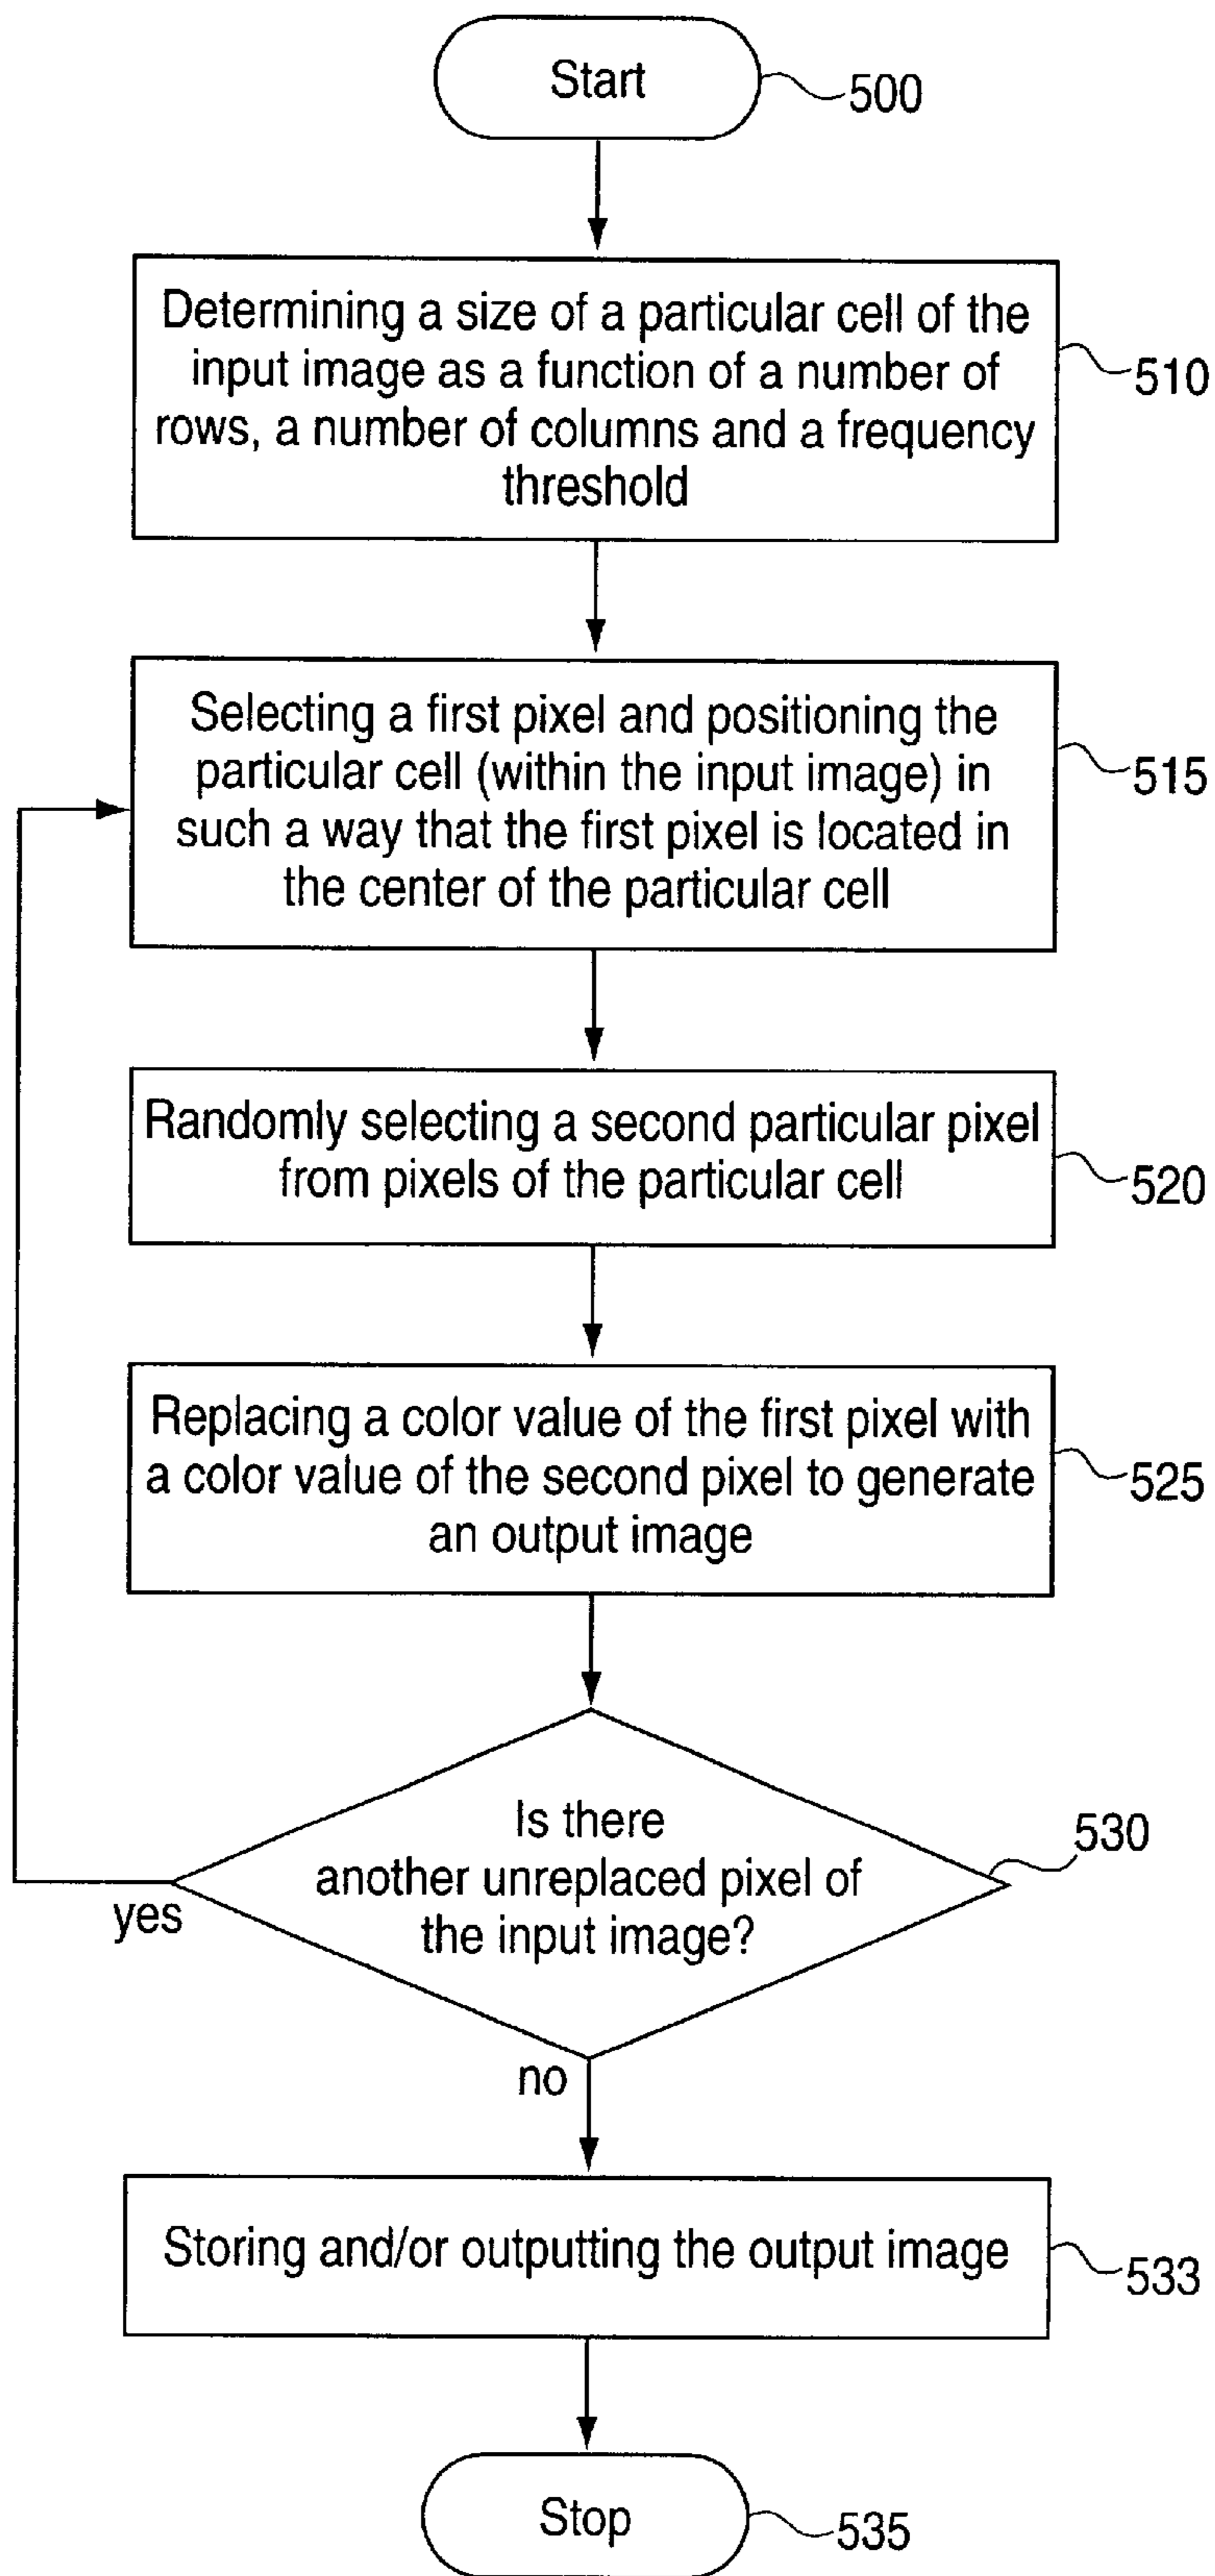 Start
500
Determining a size of a particular cell of the
input image as a function of a number of
rows, a number of columns and a frequency
threshold
510
Selecting a first pixel and positioning the
particular cell (within the input image) in
such a way that the first pixel is located in
the center of the particular cell
515
Randomly selecting a second particular pixel
from pixels of the particular cell
520
Replacing a color value of the first pixel with
a color value of the second pixel to generate
an output image
525
Is there
another unreplaced pixel of
the input image?
530
yes
no
Storing and/or outputting the output image
533
Stop
535